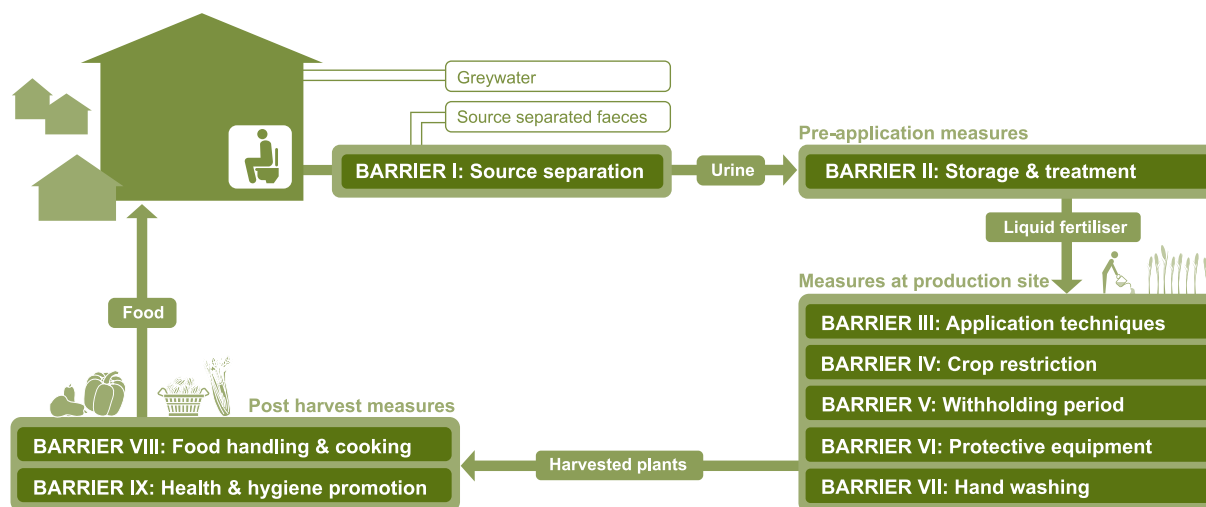 Greywater
Source separated faeces
BARRIER I: Source separation
Urine
Pre-application measures
BARRIER II: Storage & treatment
Liquid fertiliser
Measures at production site
BARRIER III: Application techniques
BARRIER IV: Crop restriction
BARRIER V: Withholding period
BARRIER VI: Protective equipment
BARRIER VII: Hand washing
Harvested plants
Post harvest measures
BARRIER VIII: Food handling & cooking
BARRIER IX: Health & hygiene promotion
Food